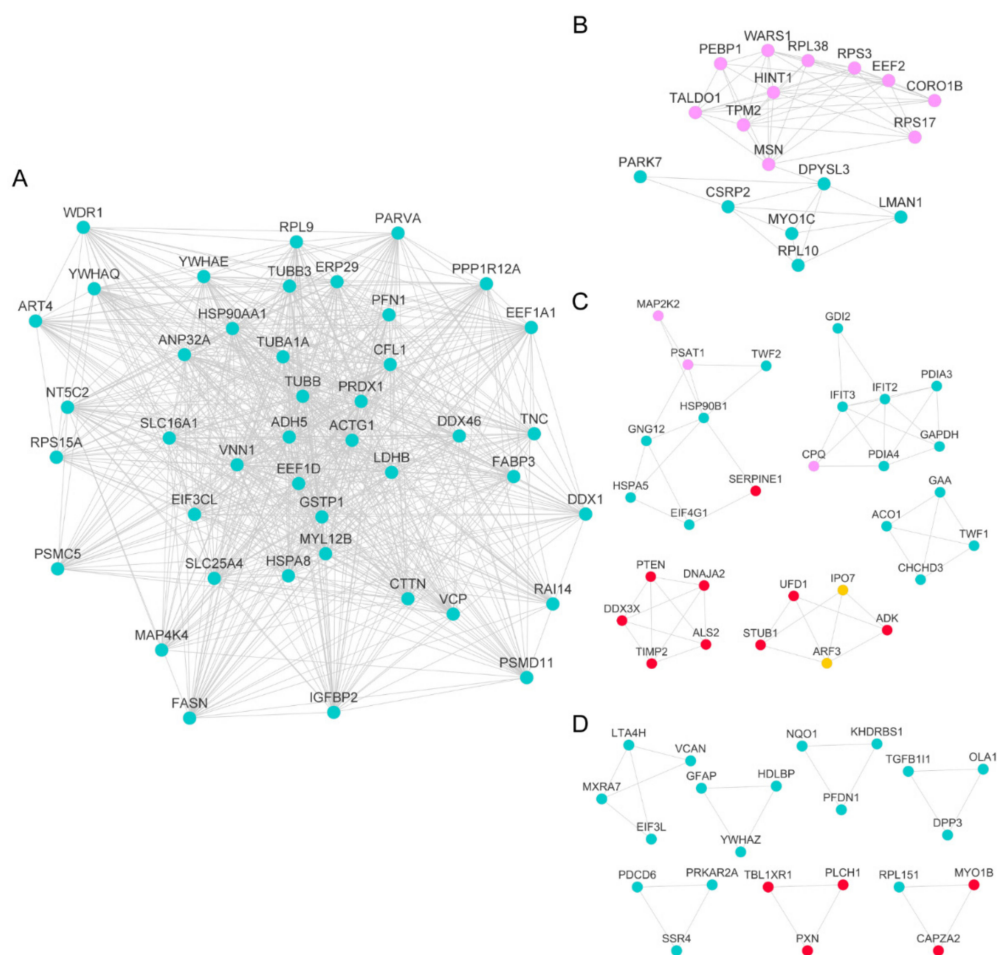 A
WDR1
RPL9
PARVA
YWHAQ
YWHAE
TUBB3
ERP29
PPP1R12A
ART4
HSP90AA1
PFN1
EEF1A1
ANP32A
TUBA1A
CFL1
TUBB
PRDX1
NT5C2
SLC16A1
ADH5
ACTG1
DDX46
TNC
RPS15A
VNN1
LDHB
FABP3
EEF1D
EIF3CL
GSTP1
DDX1
MYL12B
PSMC5
SLC25A4
HSPA8
CTTN
VCP
RAI14
MAP4K4
PSMD11
FASN
IGFBP2
B
WARS1
PEBP1
RPL38
RPS3
EEF2
HINT1
CORO1B
TALDO1
TPM2
RPS17
MSN
PARK7
DPYSL3
CSRP2
LMAN1
MYO1C
RPL10
C
MAP2K2
PSAT1
TWF2
HSP90B1
GNG12
SERPINE1
HSPA5
EIF4G1
GDI2
PDIA3
IFIT2
IFIT3
GAPDH
CPQ
PDIA4
GAA
ACO1
TWF1
CHCHD3
PTEN
DNAJA2
DDX3X
ALS2
TIMP2
UFD1
IPO7
ADK
STUB1
ARF3
D
LTA4H
VCAN
MXRA7
EIF3L
GFAP
HDLBP
YWHAZ
NQO1
KHDRBS1
PFDN1
TGFB1I1
OLA1
DPP3
PDCD6
PRKAR2A
SSR4
TBL1XR1
PLCH1
PXN
RPL151
MYO1B
CAPZA2